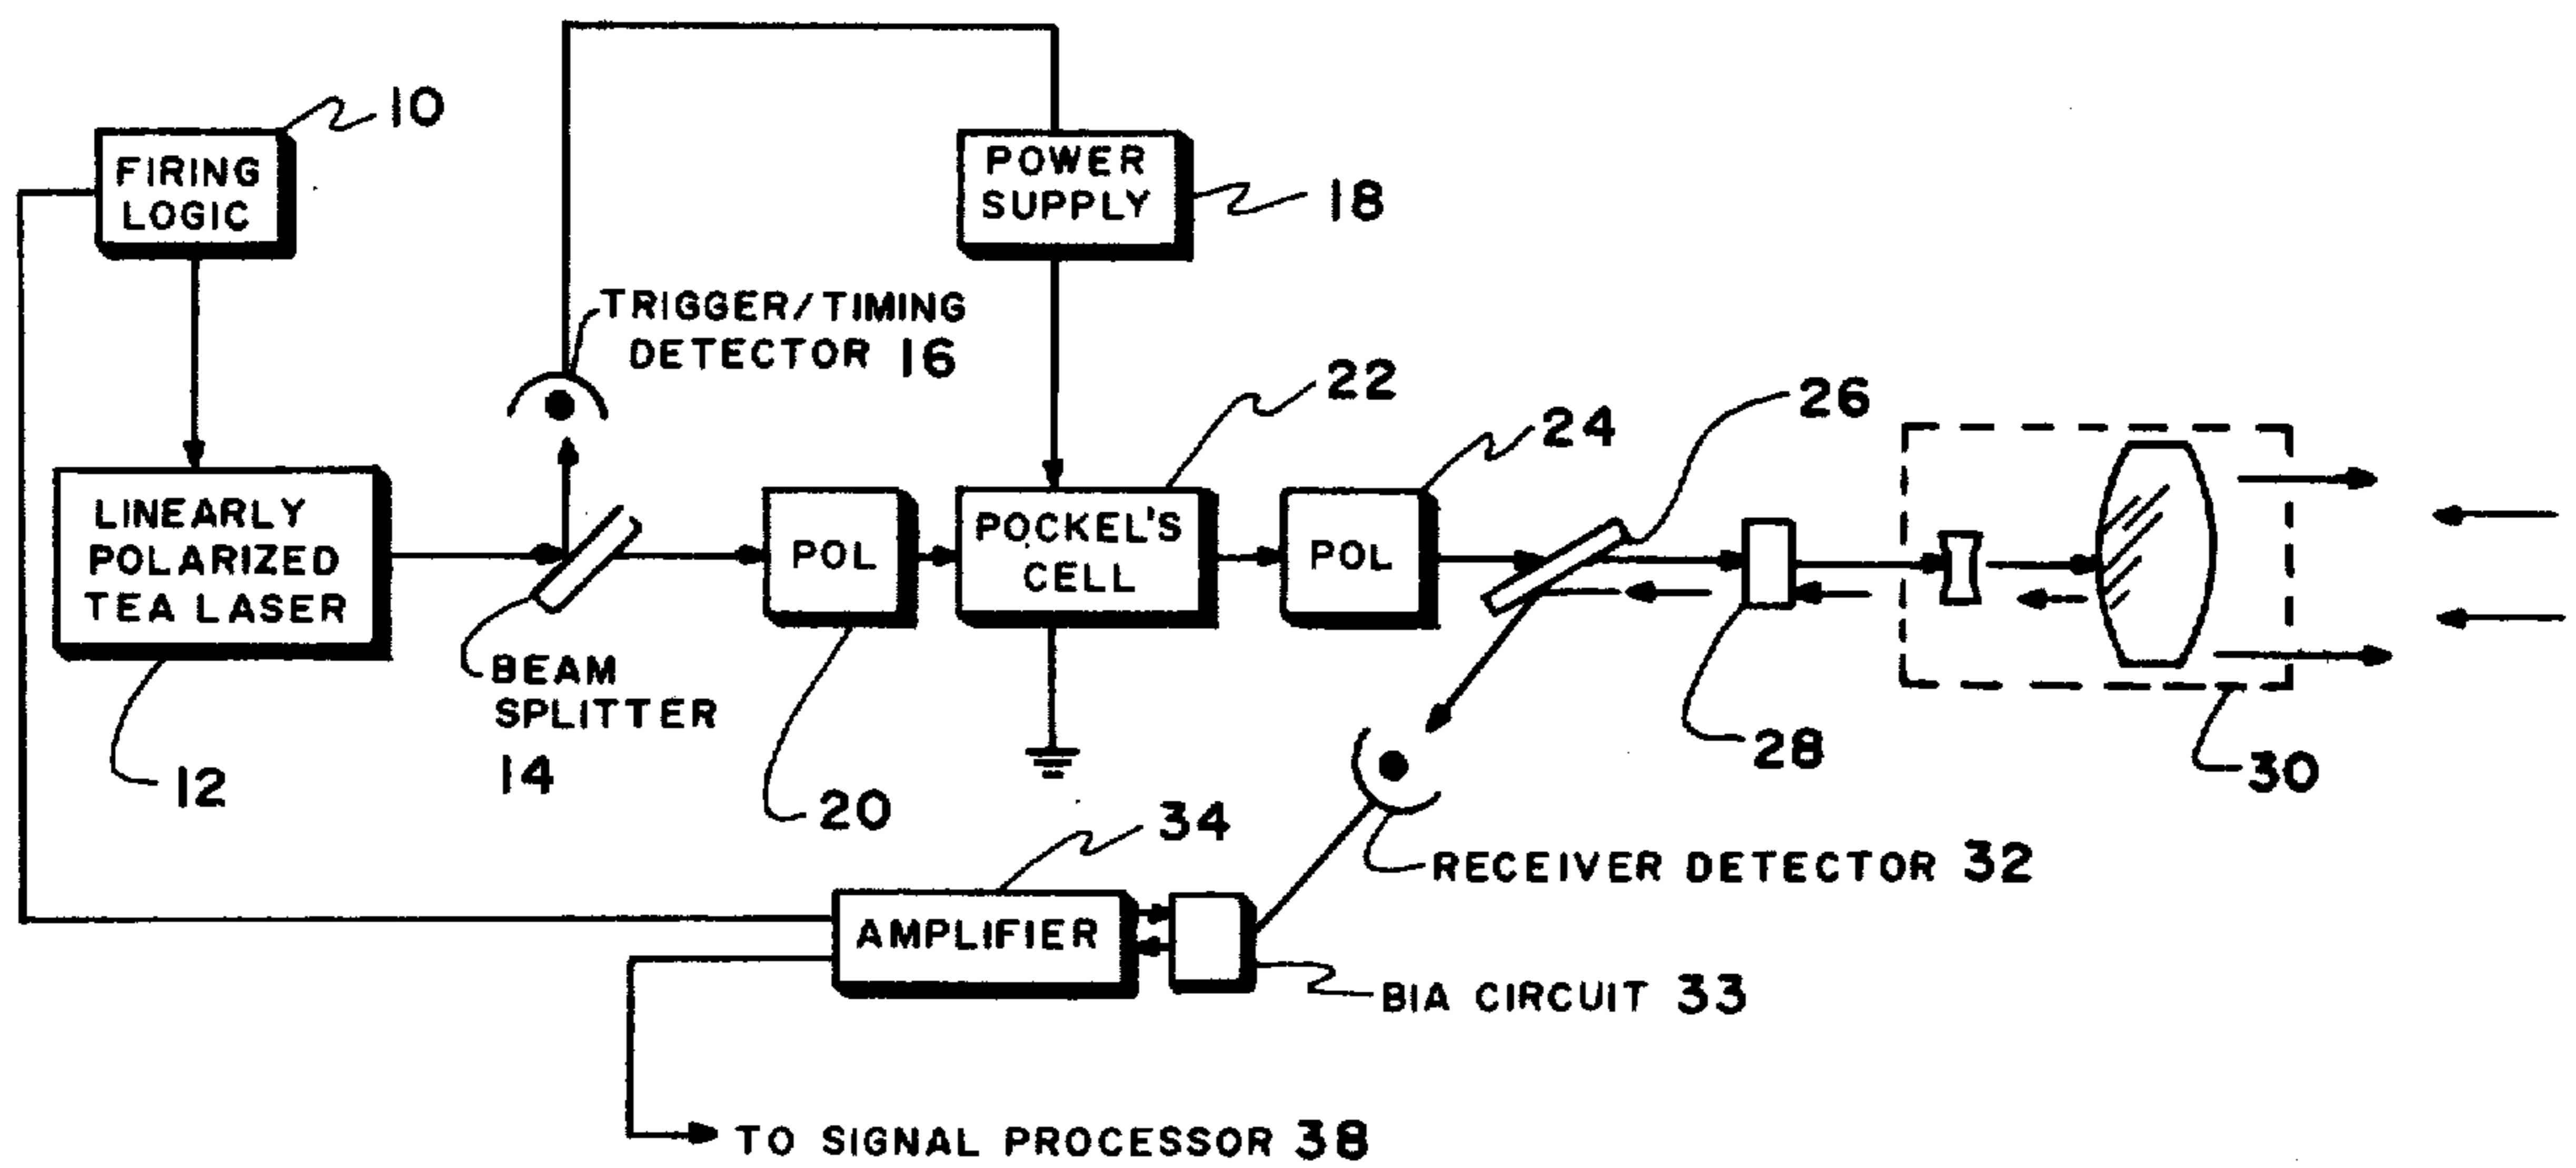 10
FIRING
LOGIC
POWER
SUPPLY
18
TRIGGER/TIMING
DETECTOR 16
22
24
26
LINEARLY
POLARIZED
TEA LASER
POL
POCKEL'S
CELL
POL
BEAM
SPLITTER
14
12
20
28
30
34
RECEIVER DETECTOR 32
AMPLIFIER
BIA CIRCUIT 33
TO SIGNAL PROCESSOR 38